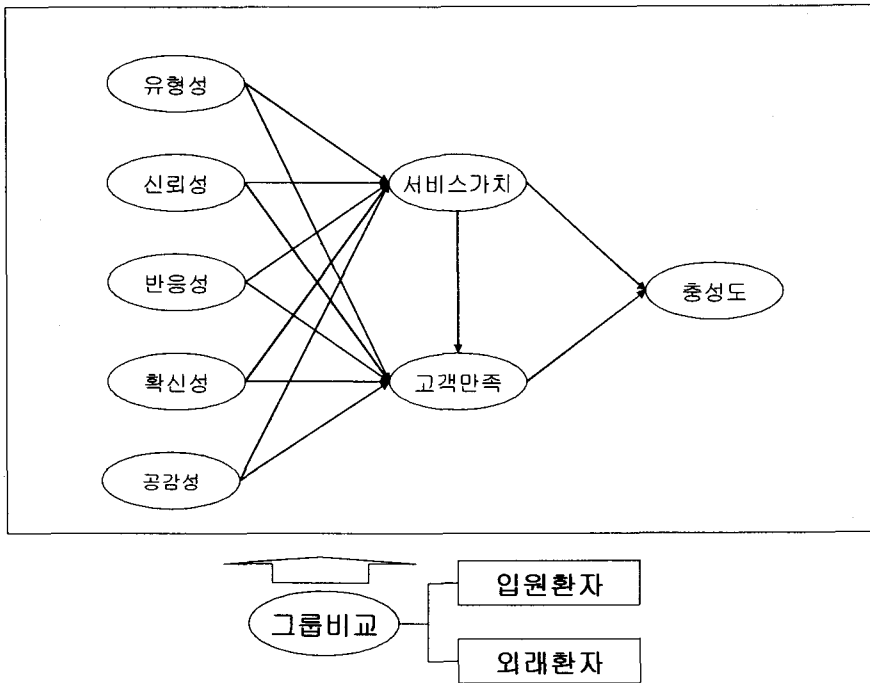 유형성
신뢰성
서비스가치
반응성
충성도
확신성
고객만족
공감성
입원환자
그룹비교
외래환자